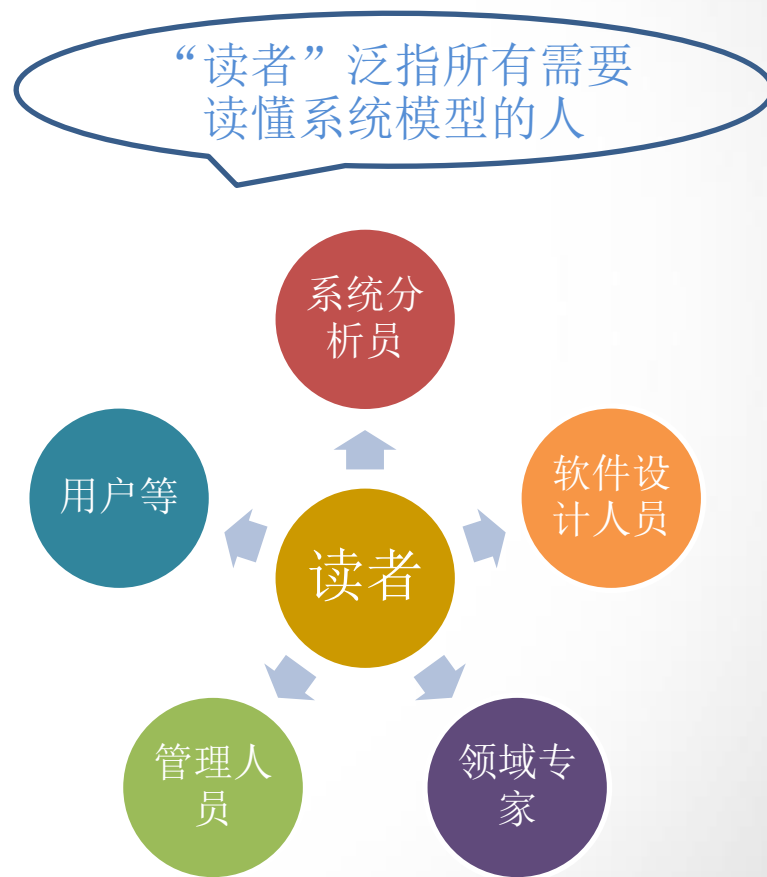 “读者”泛指所有需要
读懂系统模型的人
系统分
析员
用户等
软件设
计人员
读者
管理人
员
领域专
家